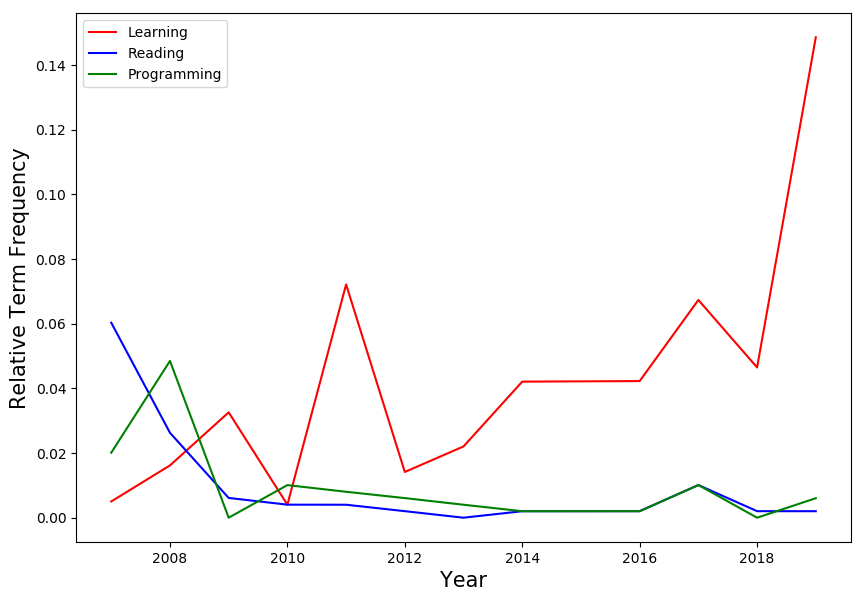 Learning
Reading
Programming
Relative Term Frequency
0.14
0.12
0.10
0.08
0.06
0.04
0.02
0.00
2008 2010 2012 2014 2016 2018
Year